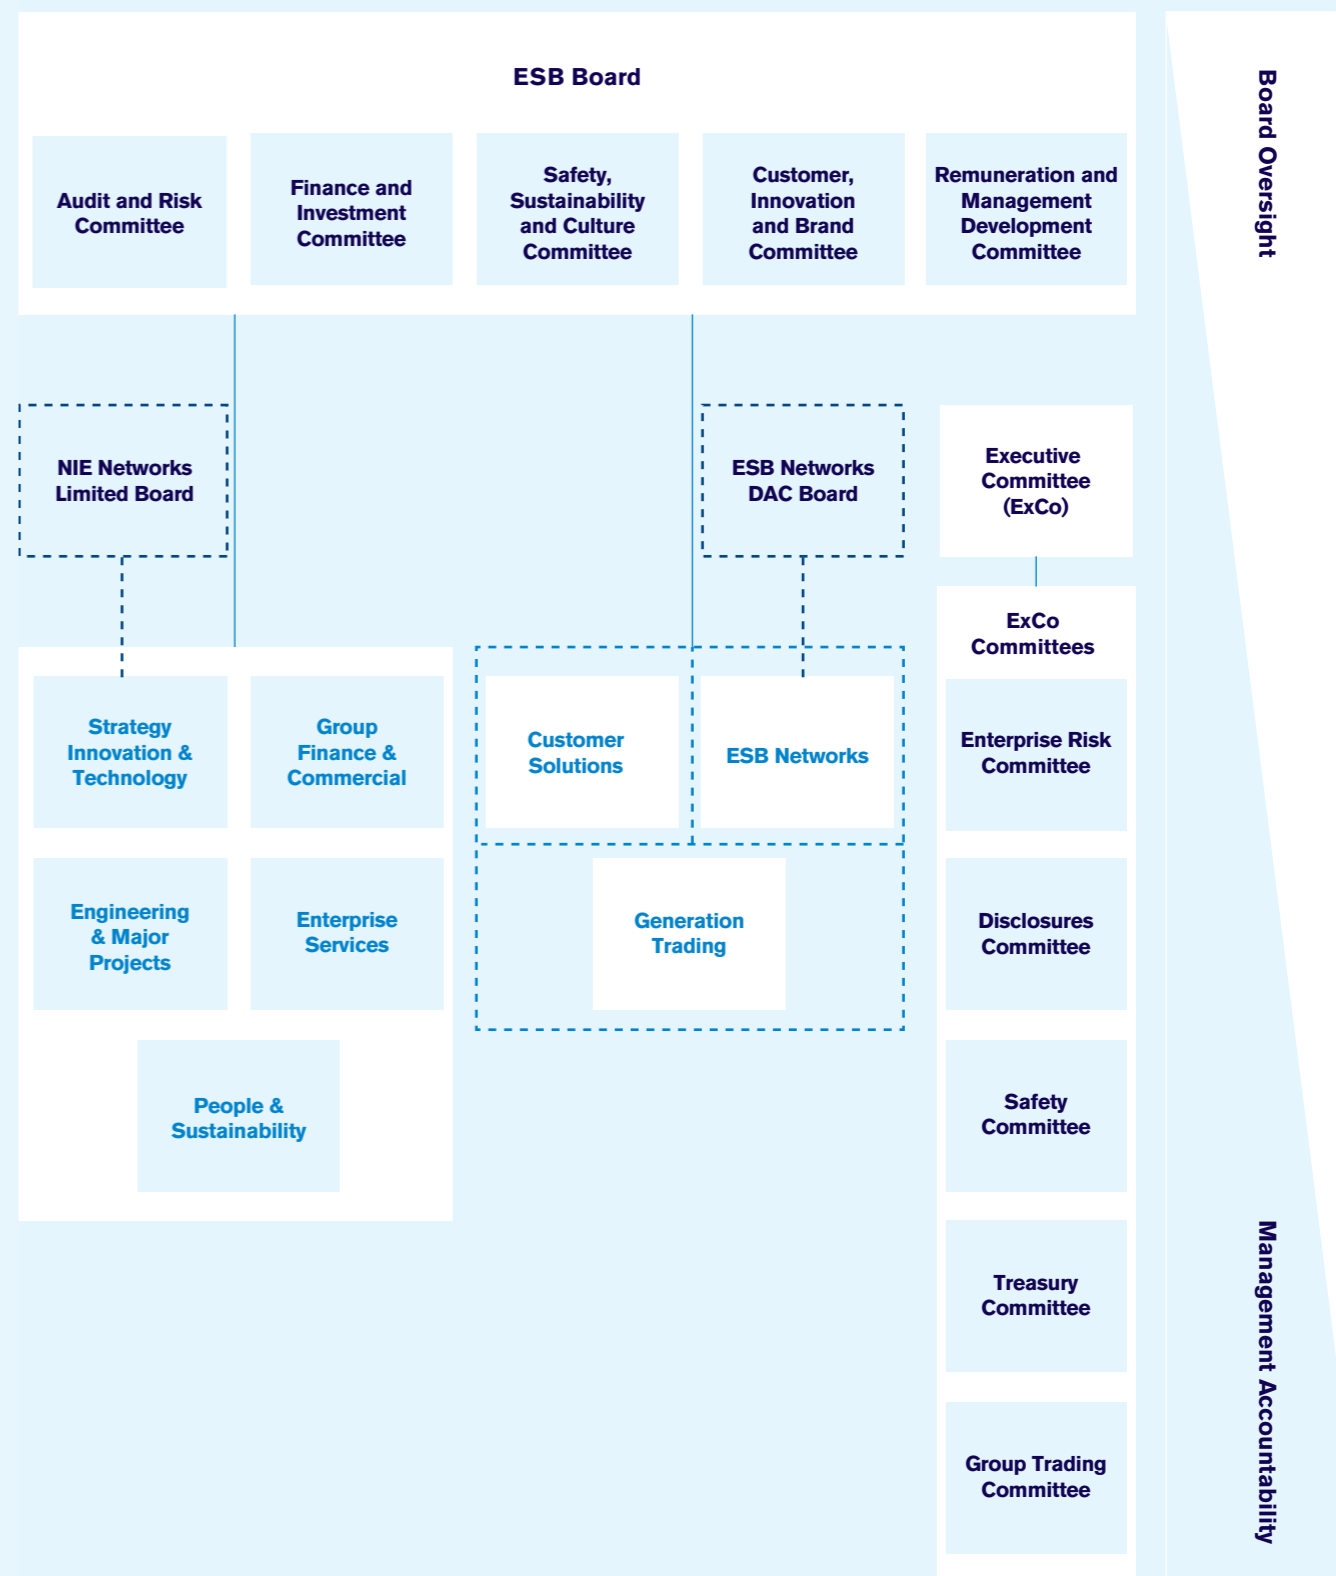 ESB Board
Audit and Risk
Committee
Finance and
Investment
Committee
Safety,
Sustainability
and Culture
Committee
Customer,
Innovation
and Brand
Committee
Remuneration and
Management
Development
Committee
Board Oversight
NIE Networks
Limited Board
ESB Networks
DAC Board
Executive
Committee
(ExCo)
ExCo
Committees
Strategy
Innovation &
Technology
Group
Finance &
Commercial
Customer
Solutions
ESB Networks
Enterprise Risk
Committee
Engineering
& Major
Projects
Enterprise
Services
Generation
Trading
Disclosures
Committee
People &
Sustainability
Safety
Committee
Treasury
Committee
Group Trading
Committee
Management Accountability